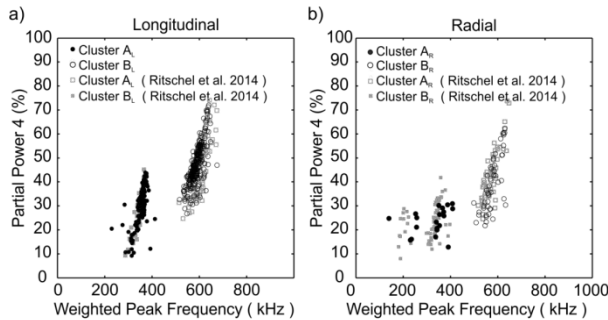 a)
Longitudinal
Partial Power 4 (%)
100
90
80
70
60
50
40
30
20
10
0
Cluster A_L
Cluster B_L
Cluster A_L ( Ritschel et al. 2014 )
Cluster B_L ( Ritschel et al. 2014 )
0 200 400 600 800
Weighted Peak Frequency ( kHz )
b)
Radial
Partial Power 4 (%)
100
90
80
70
60
50
40
30
20
10
0
Cluster A_R
Cluster B_R
Cluster A_R ( Ritschel et al. 2014 )
Cluster B_R ( Ritschel et al. 2014 )
0 200 400 600 800 1000
Weighted Peak Frequency ( kHz )